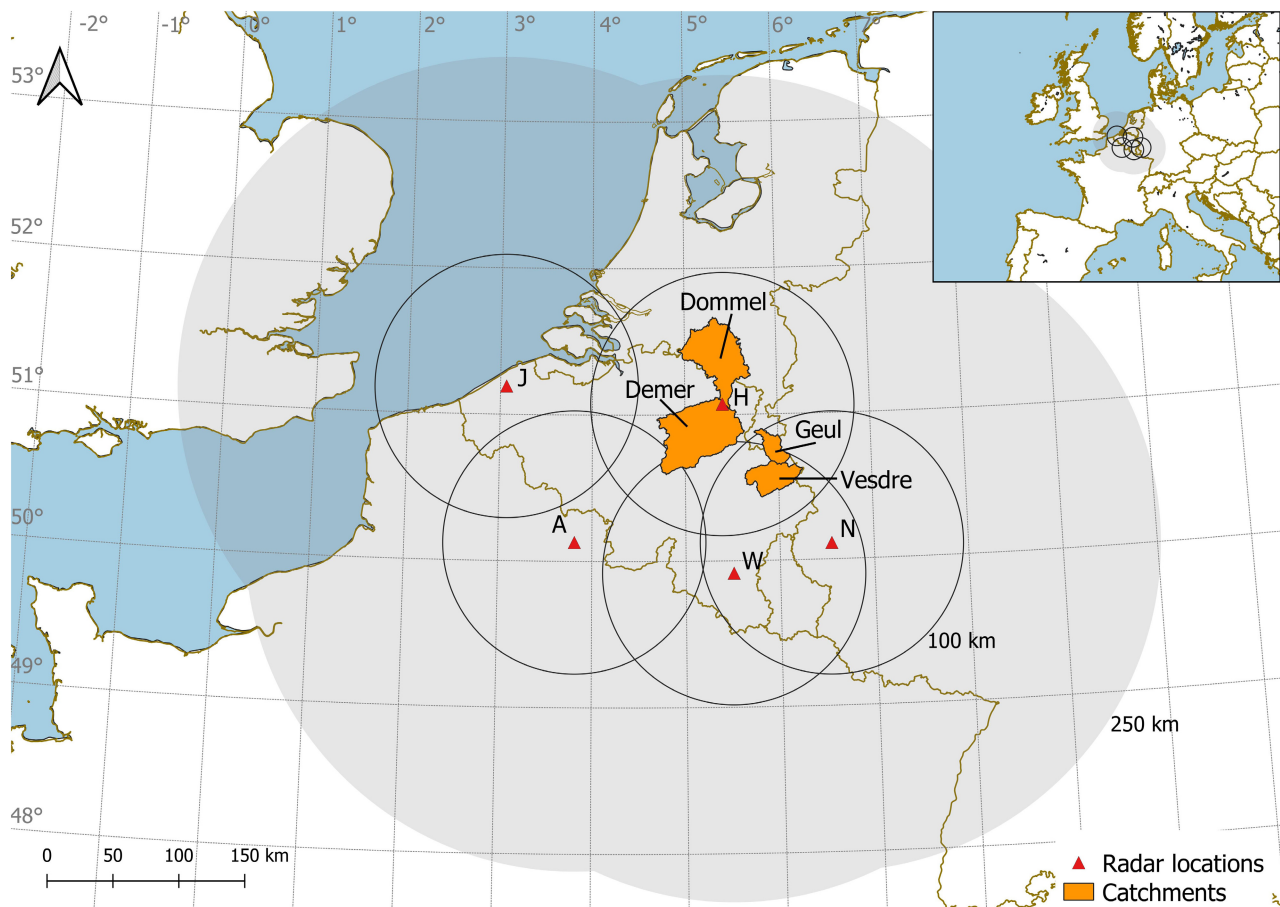 -2° -1° 0° 1° 2° 3° 4° 5° 6° 7°
53°
52°
51°
50°
49°
48°
Dommel
J
Demer
H
Geul
Vesdre
A
N
W
100 km
250 km
0 50 100 150 km
Radar locations
Catchments